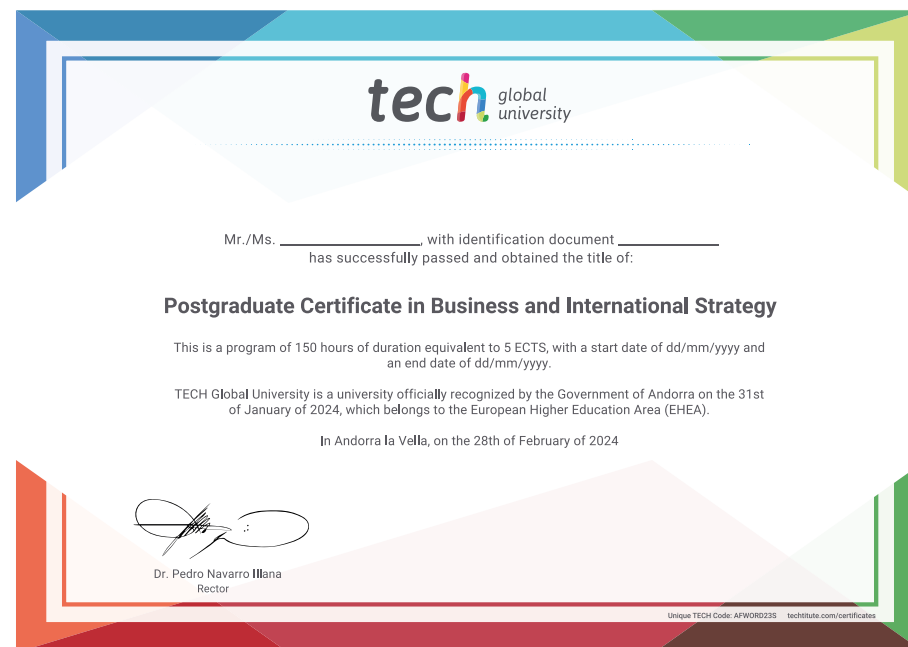 tech global university
Mr./Ms. ____________________, with identification document ______________
has successfully passed and obtained the title of:
Postgraduate Certificate in Business and International Strategy
This is a program of 150 hours of duration equivalent to 5 ECTS, with a start date of dd/mm/yyyy and
an end date of dd/mm/yyyy.
TECH Global University is a university officially recognized by the Government of Andorra on the 31st
of January of 2024, which belongs to the European Higher Education Area (EHEA).
In Andorra la Vella, on the 28th of February of 2024
Dr. Pedro Navarro Illana
Rector
Unique TECH Code: AFWORD23S techtitute.com/certificates